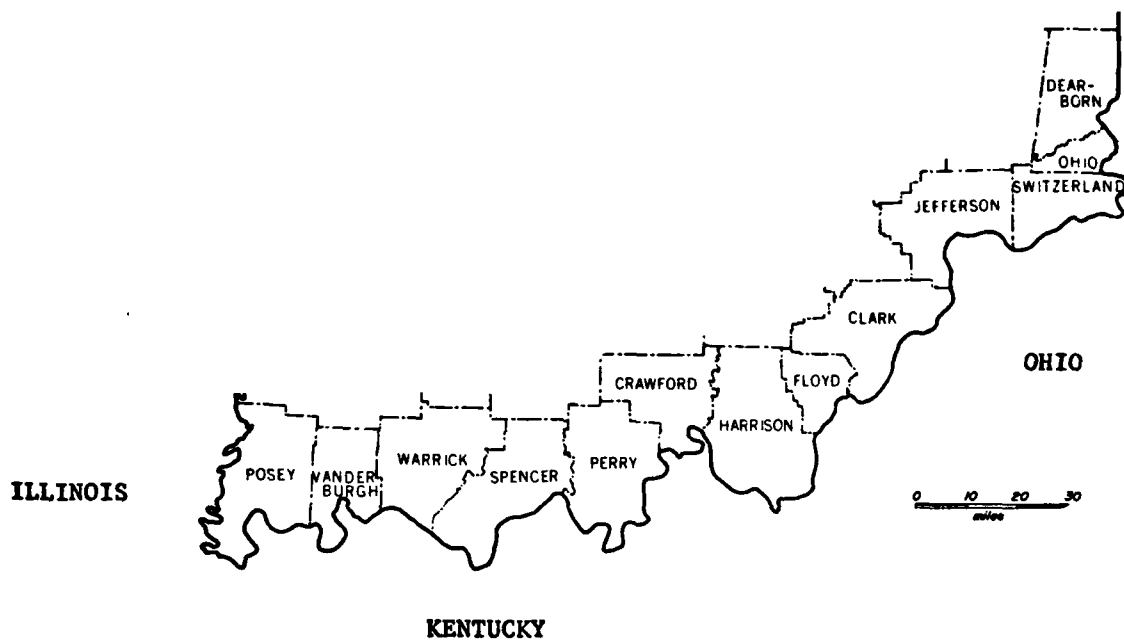 DEAR-
BORN
OHIO
SWITZERLAND
JEFFERSON
CLARK
OHIO
CRAWFORD
FLOYD
HARRISON
WARRICK
PERRY
POSEY
VANDER
BURGH
SPENCER
ILLINOIS
0 10 20 30
miles
KENTUCKY